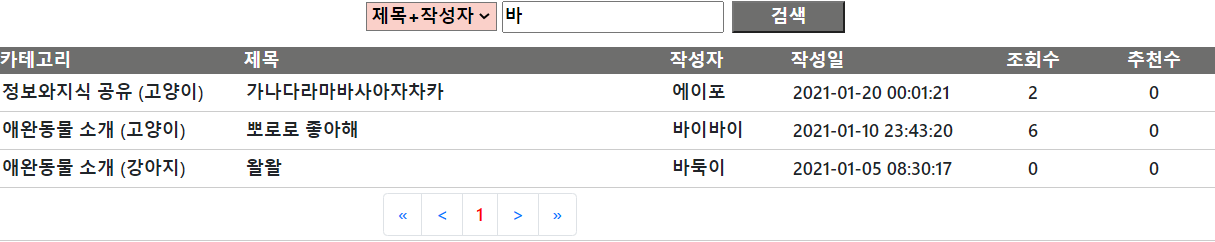 제목+작성자 바 검색
카테고리 제목 작성자 작성일 조회수 추천수
정보와지식 공유 (고양이) 가나다라마바사아자차카 에이포 2021-01-20 00:01:21 2 0
애완동물 소개 (고양이) 뽀로로 좋아해 바이바이 2021-01-10 23:43:20 6 0
애완동물 소개 (강아지) 왈왈 바둑이 2021-01-05 08:30:17 0 0
« < 1 > »